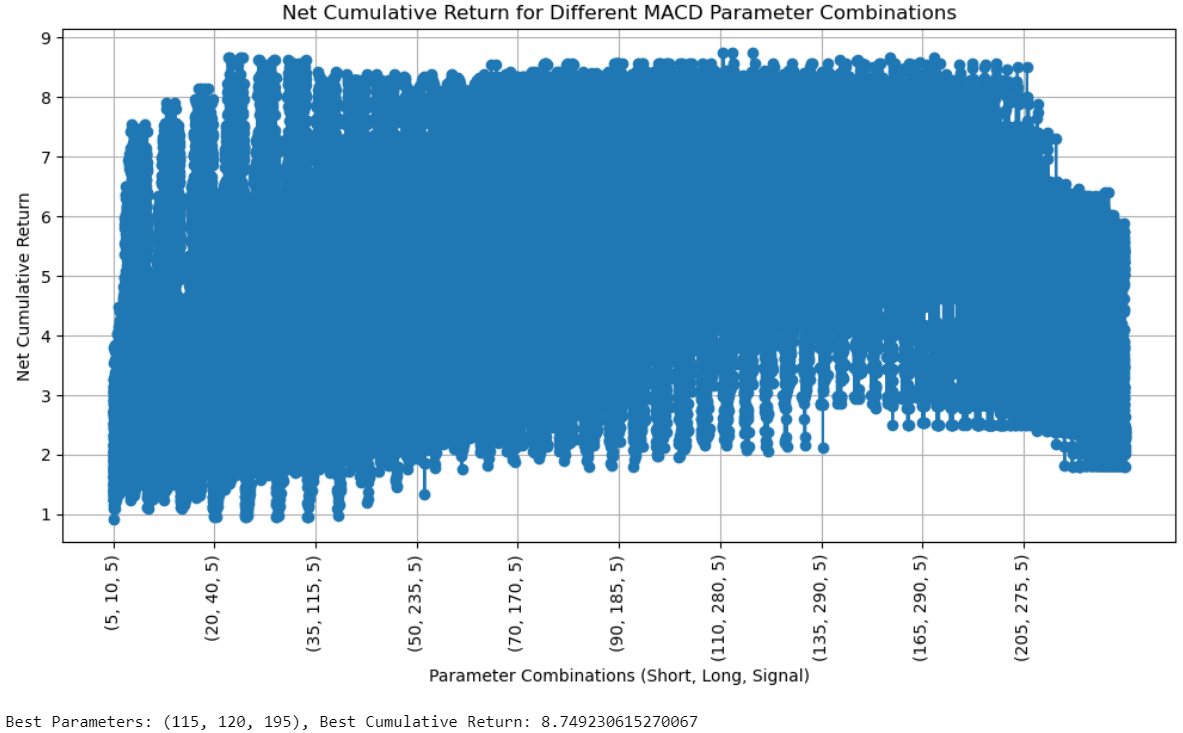 Net Cumulative Return for Different MACD Parameter Combinations
9
8
7
6
5
4
3
2
1
Net Cumulative Return
(5, 10, 5)
(20, 40, 5)
(35, 115, 5)
(50, 235, 5)
(70, 170, 5)
(90, 185, 5)
(110, 280, 5)
(135, 290, 5)
(165, 290, 5)
(205, 275, 5)
Parameter Combinations (Short, Long, Signal)
Best Parameters: (115, 120, 195), Best Cumulative Return: 8.749230615270067